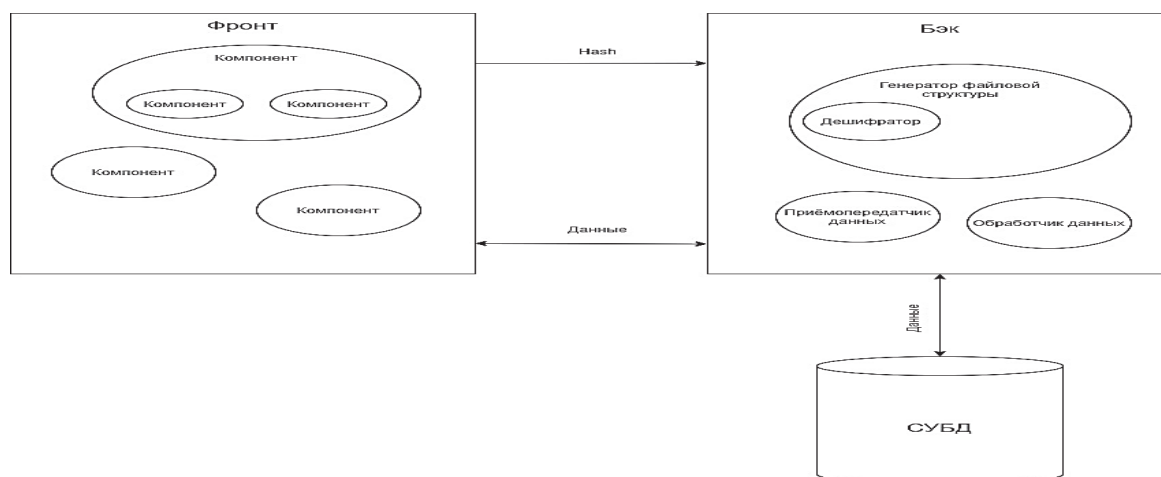 Фронт
Компонент
Компонент
Компонент
Компонент
Компонент
Hash
Данные
Бэк
Генератор файловой
структуры
Дешифратор
Приёмопередатчик
данных
Обработчик данных
Данные
СУБД